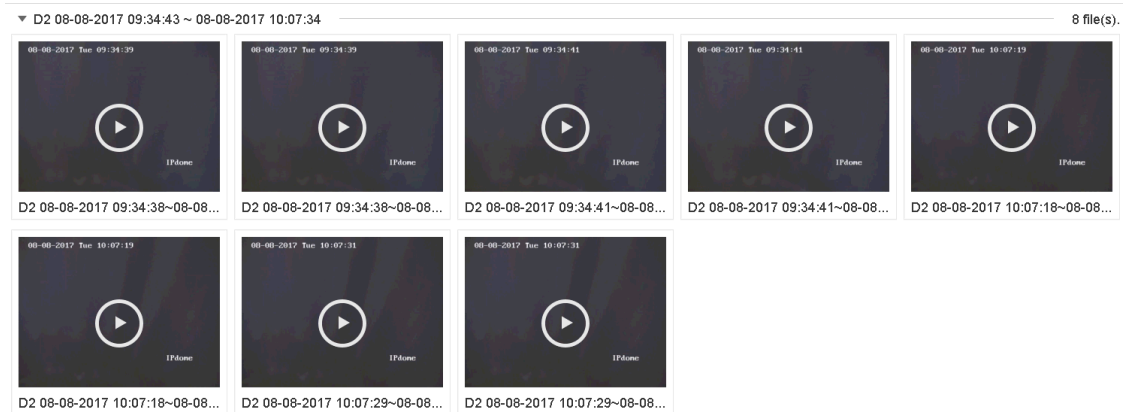 D2 08-08-2017 09:34:43 ~ 08-08-2017 10:07:34
8 file(s).
08-08-2017 Tue 09:34:39
IPdome
D2 08-08-2017 09:34:38~08-08...
08-08-2017 Tue 09:34:39
IPdome
D2 08-08-2017 09:34:38~08-08...
08-08-2017 Tue 09:34:41
IPdome
D2 08-08-2017 09:34:41~08-08...
08-08-2017 Tue 09:34:41
IPdome
D2 08-08-2017 09:34:41~08-08...
08-08-2017 Tue 10:07:19
IPdome
D2 08-08-2017 10:07:18~08-08...
08-08-2017 Tue 10:07:19
IPdome
D2 08-08-2017 10:07:18~08-08...
08-08-2017 Tue 10:07:31
IPdome
D2 08-08-2017 10:07:29~08-08...
08-08-2017 Tue 10:07:31
IPdome
D2 08-08-2017 10:07:29~08-08...